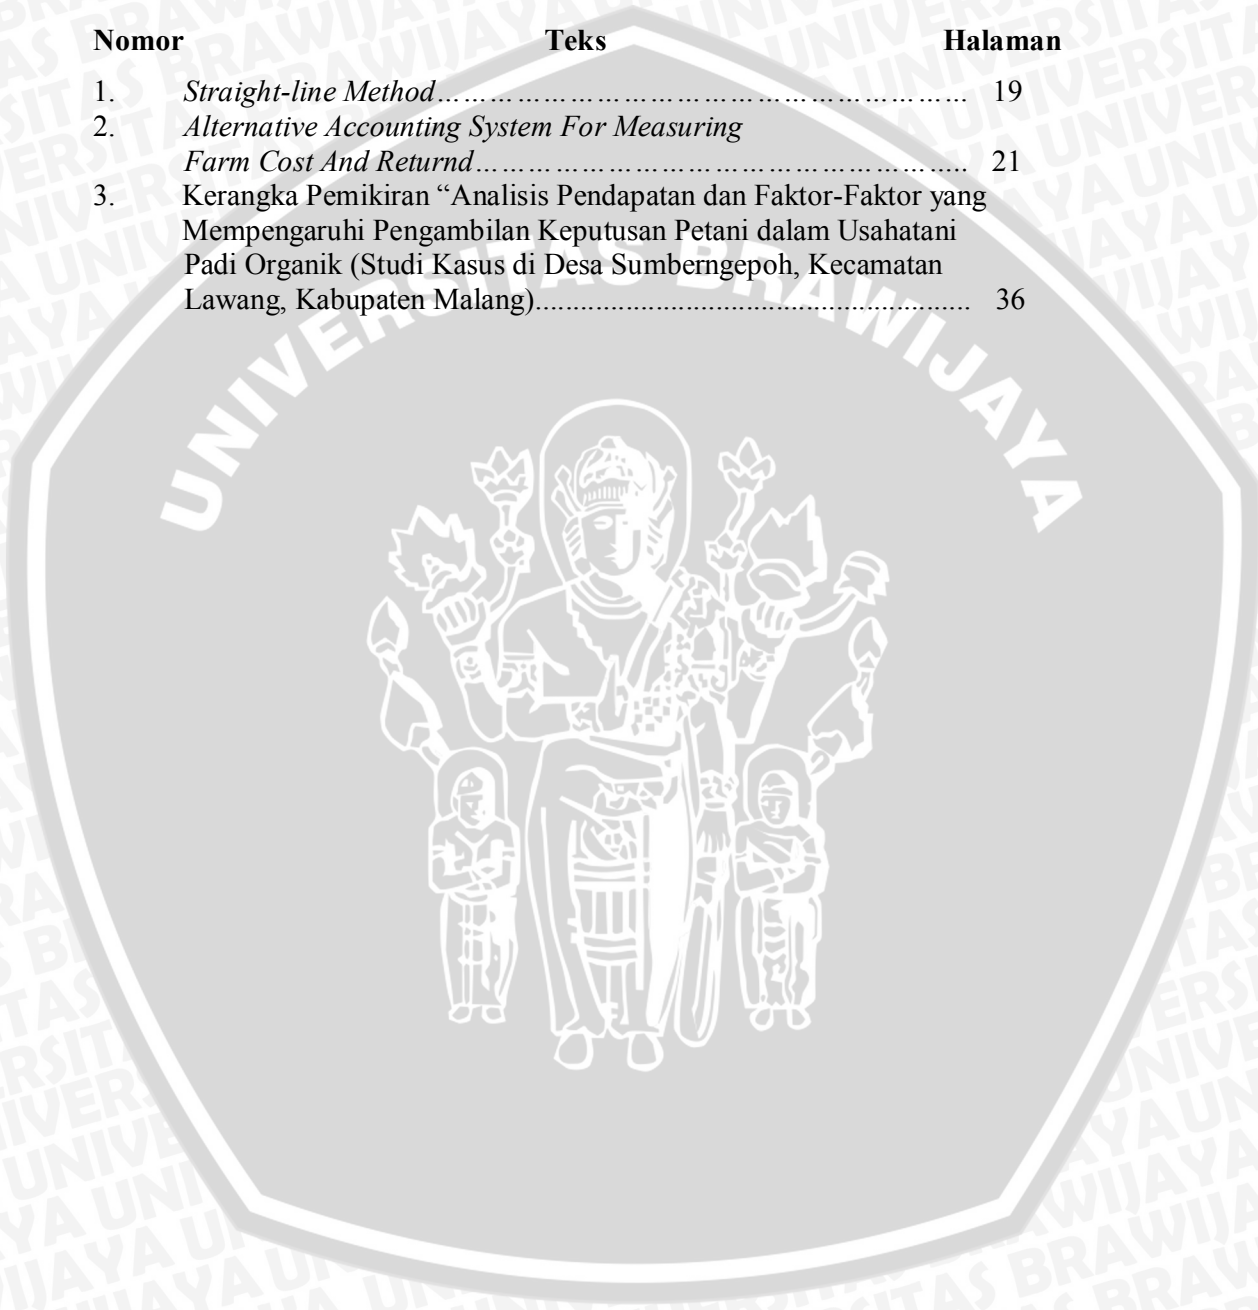 Nomor Teks Halaman
1. Straight-line Method……………………………………………………… 19
2. Alternative Accounting System For Measuring
Farm Cost And Returnd………………………………………………….. 21
3. Kerangka Pemikiran “Analisis Pendapatan dan Faktor-Faktor yang
Mempengaruhi Pengambilan Keputusan Petani dalam Usahatani
Padi Organik (Studi Kasus di Desa Sumberngepoh, Kecamatan
Lawang, Kabupaten Malang).......................................................... 36
UNIVERSITAS BRAWIJAYA